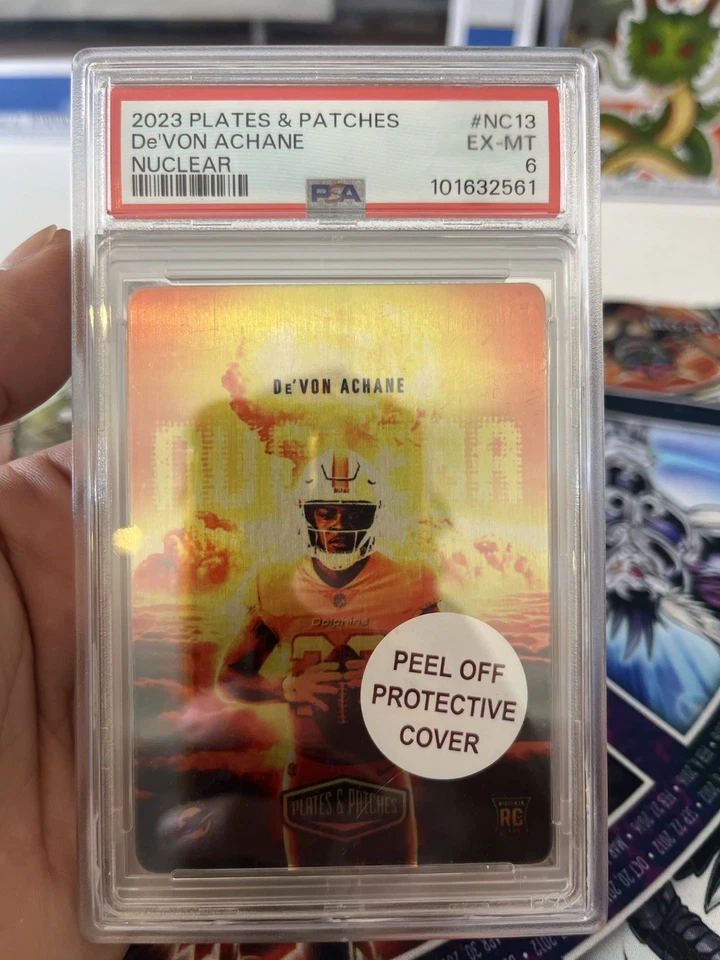 2023 PLATES & PATCHES #NC13
De'VON ACHANE EX-MT
NUCLEAR 6
PSA 101632561
De'VON ACHANE
NUCLEAR
Dolphins
PEEL OFF
PROTECTIVE
COVER
PLATES & PATCHES
RC